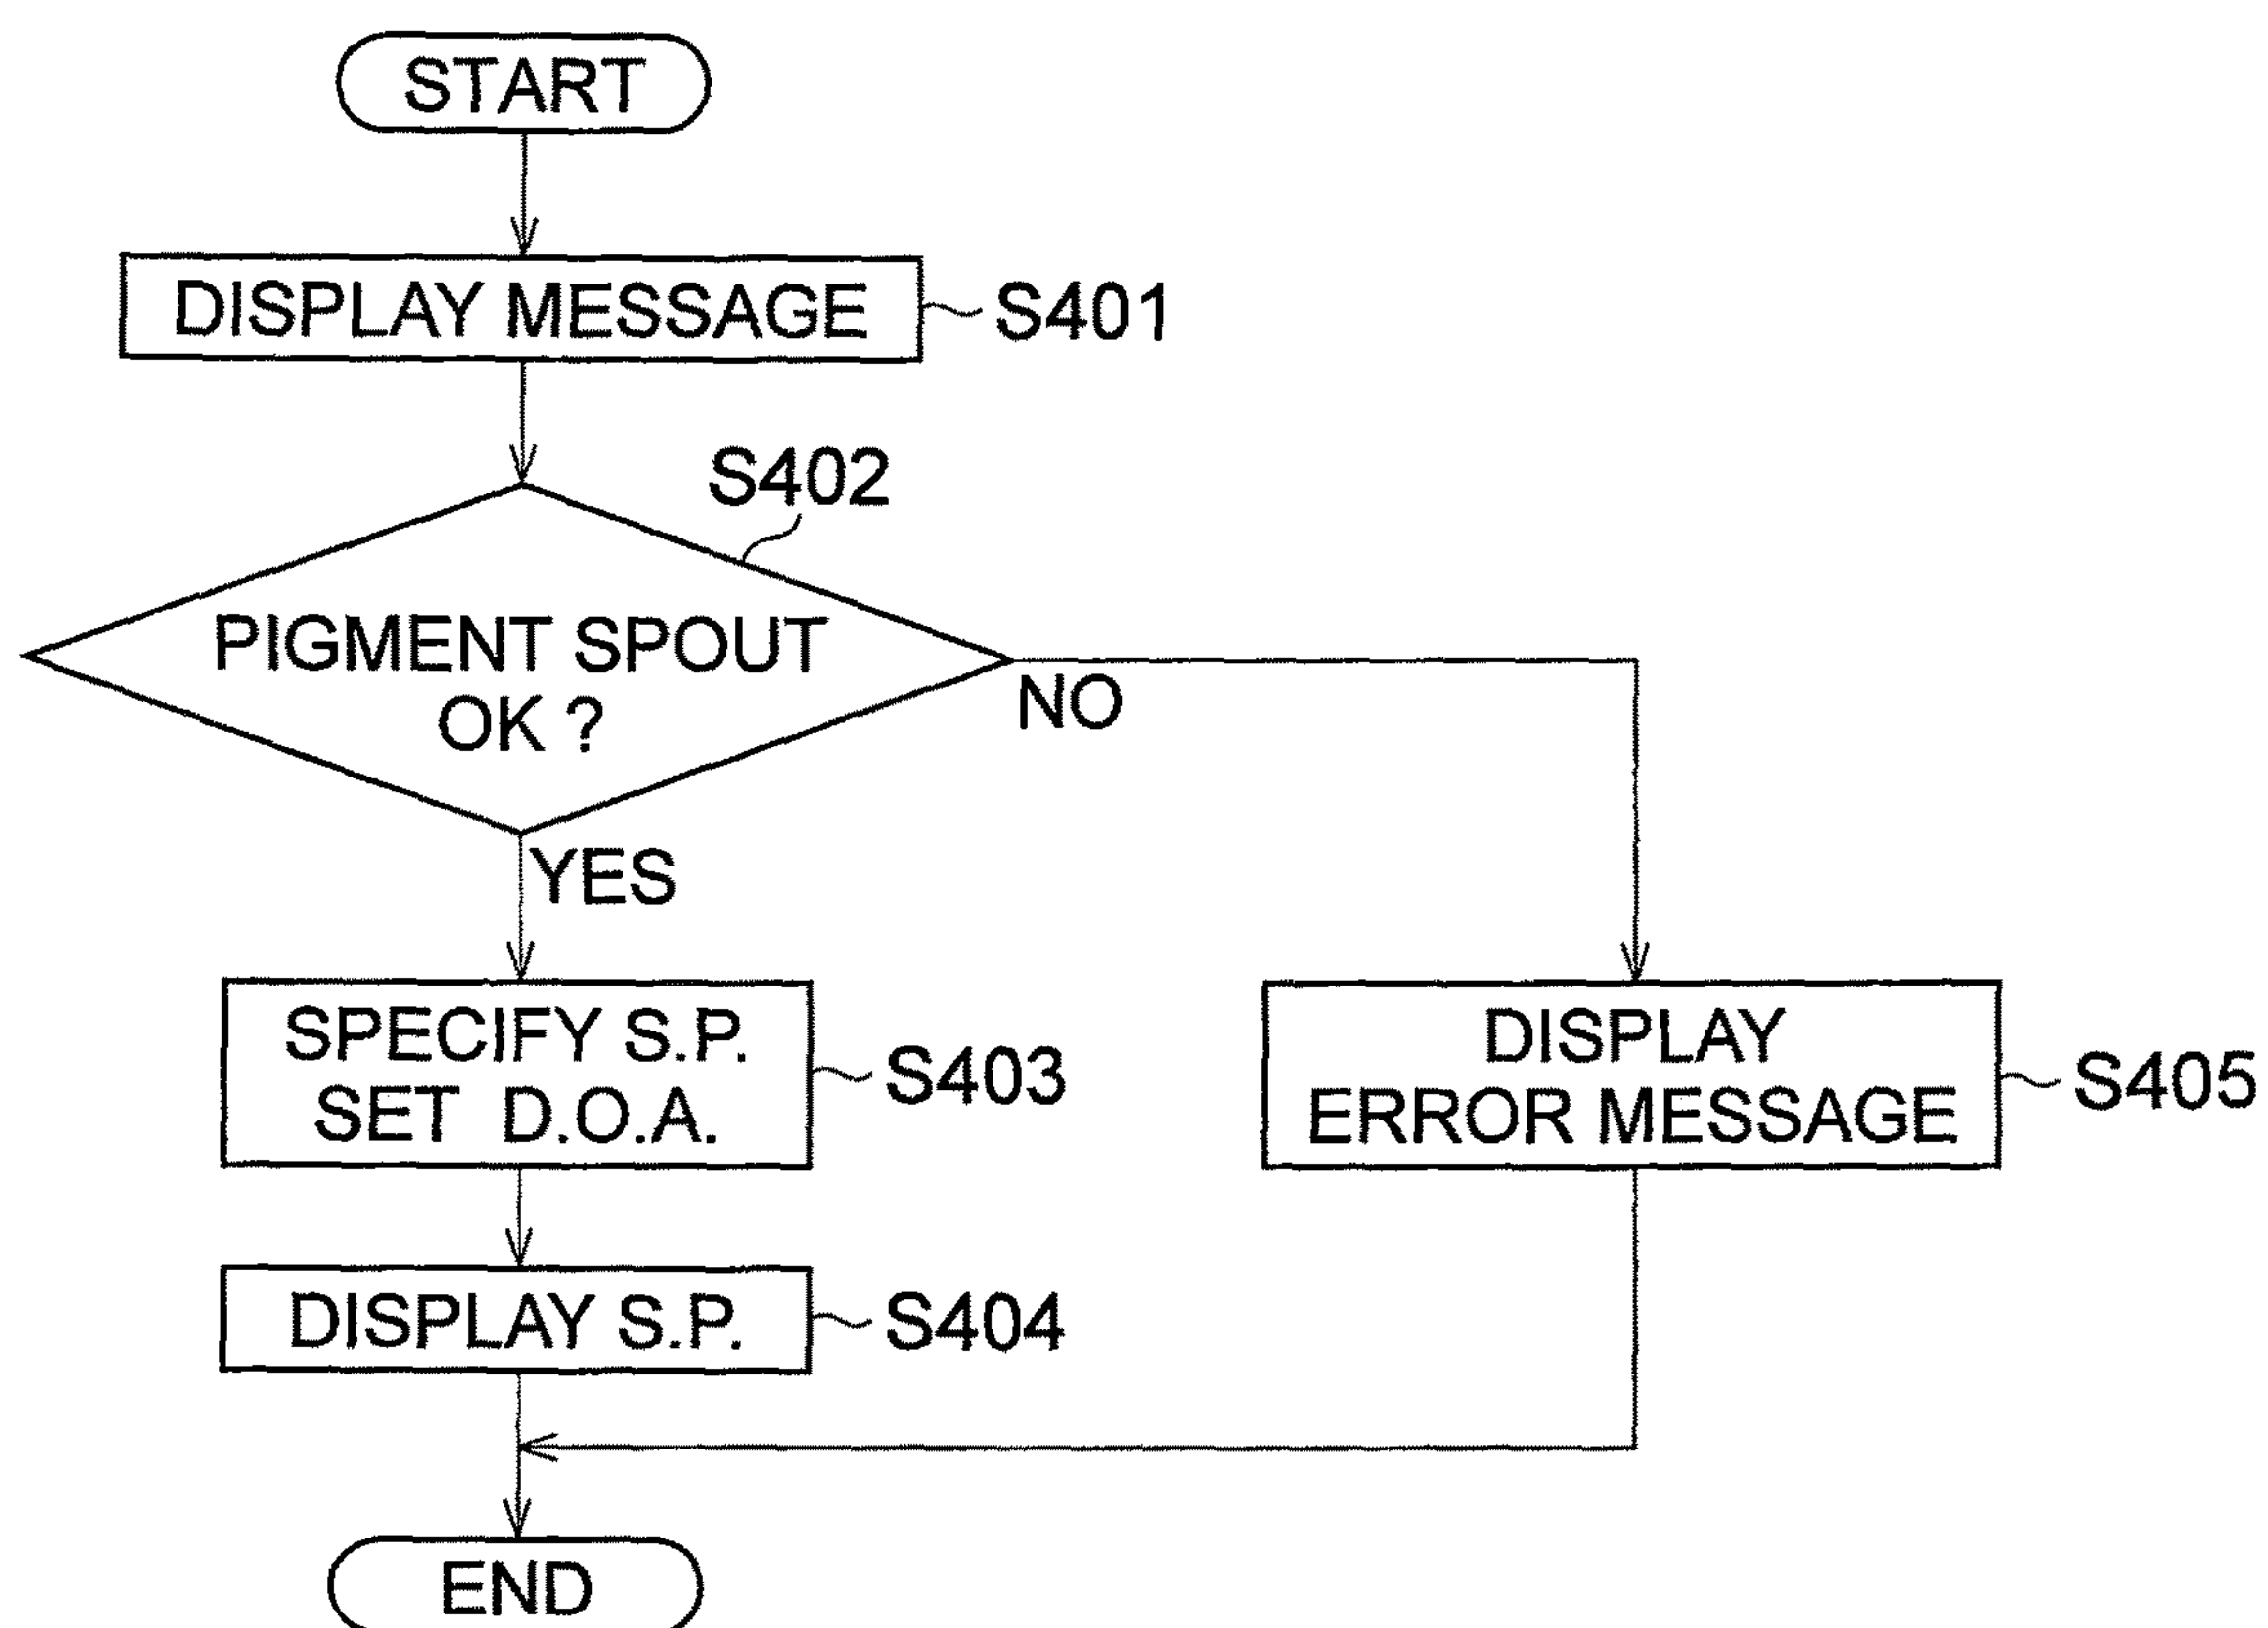 START
DISPLAY MESSAGE
S401
S402
PIGMENT SPOUT
OK ?
NO
YES
SPECIFY S.P.
SET D.O.A.
S403
DISPLAY
ERROR MESSAGE
S405
DISPLAY S.P.
S404
END